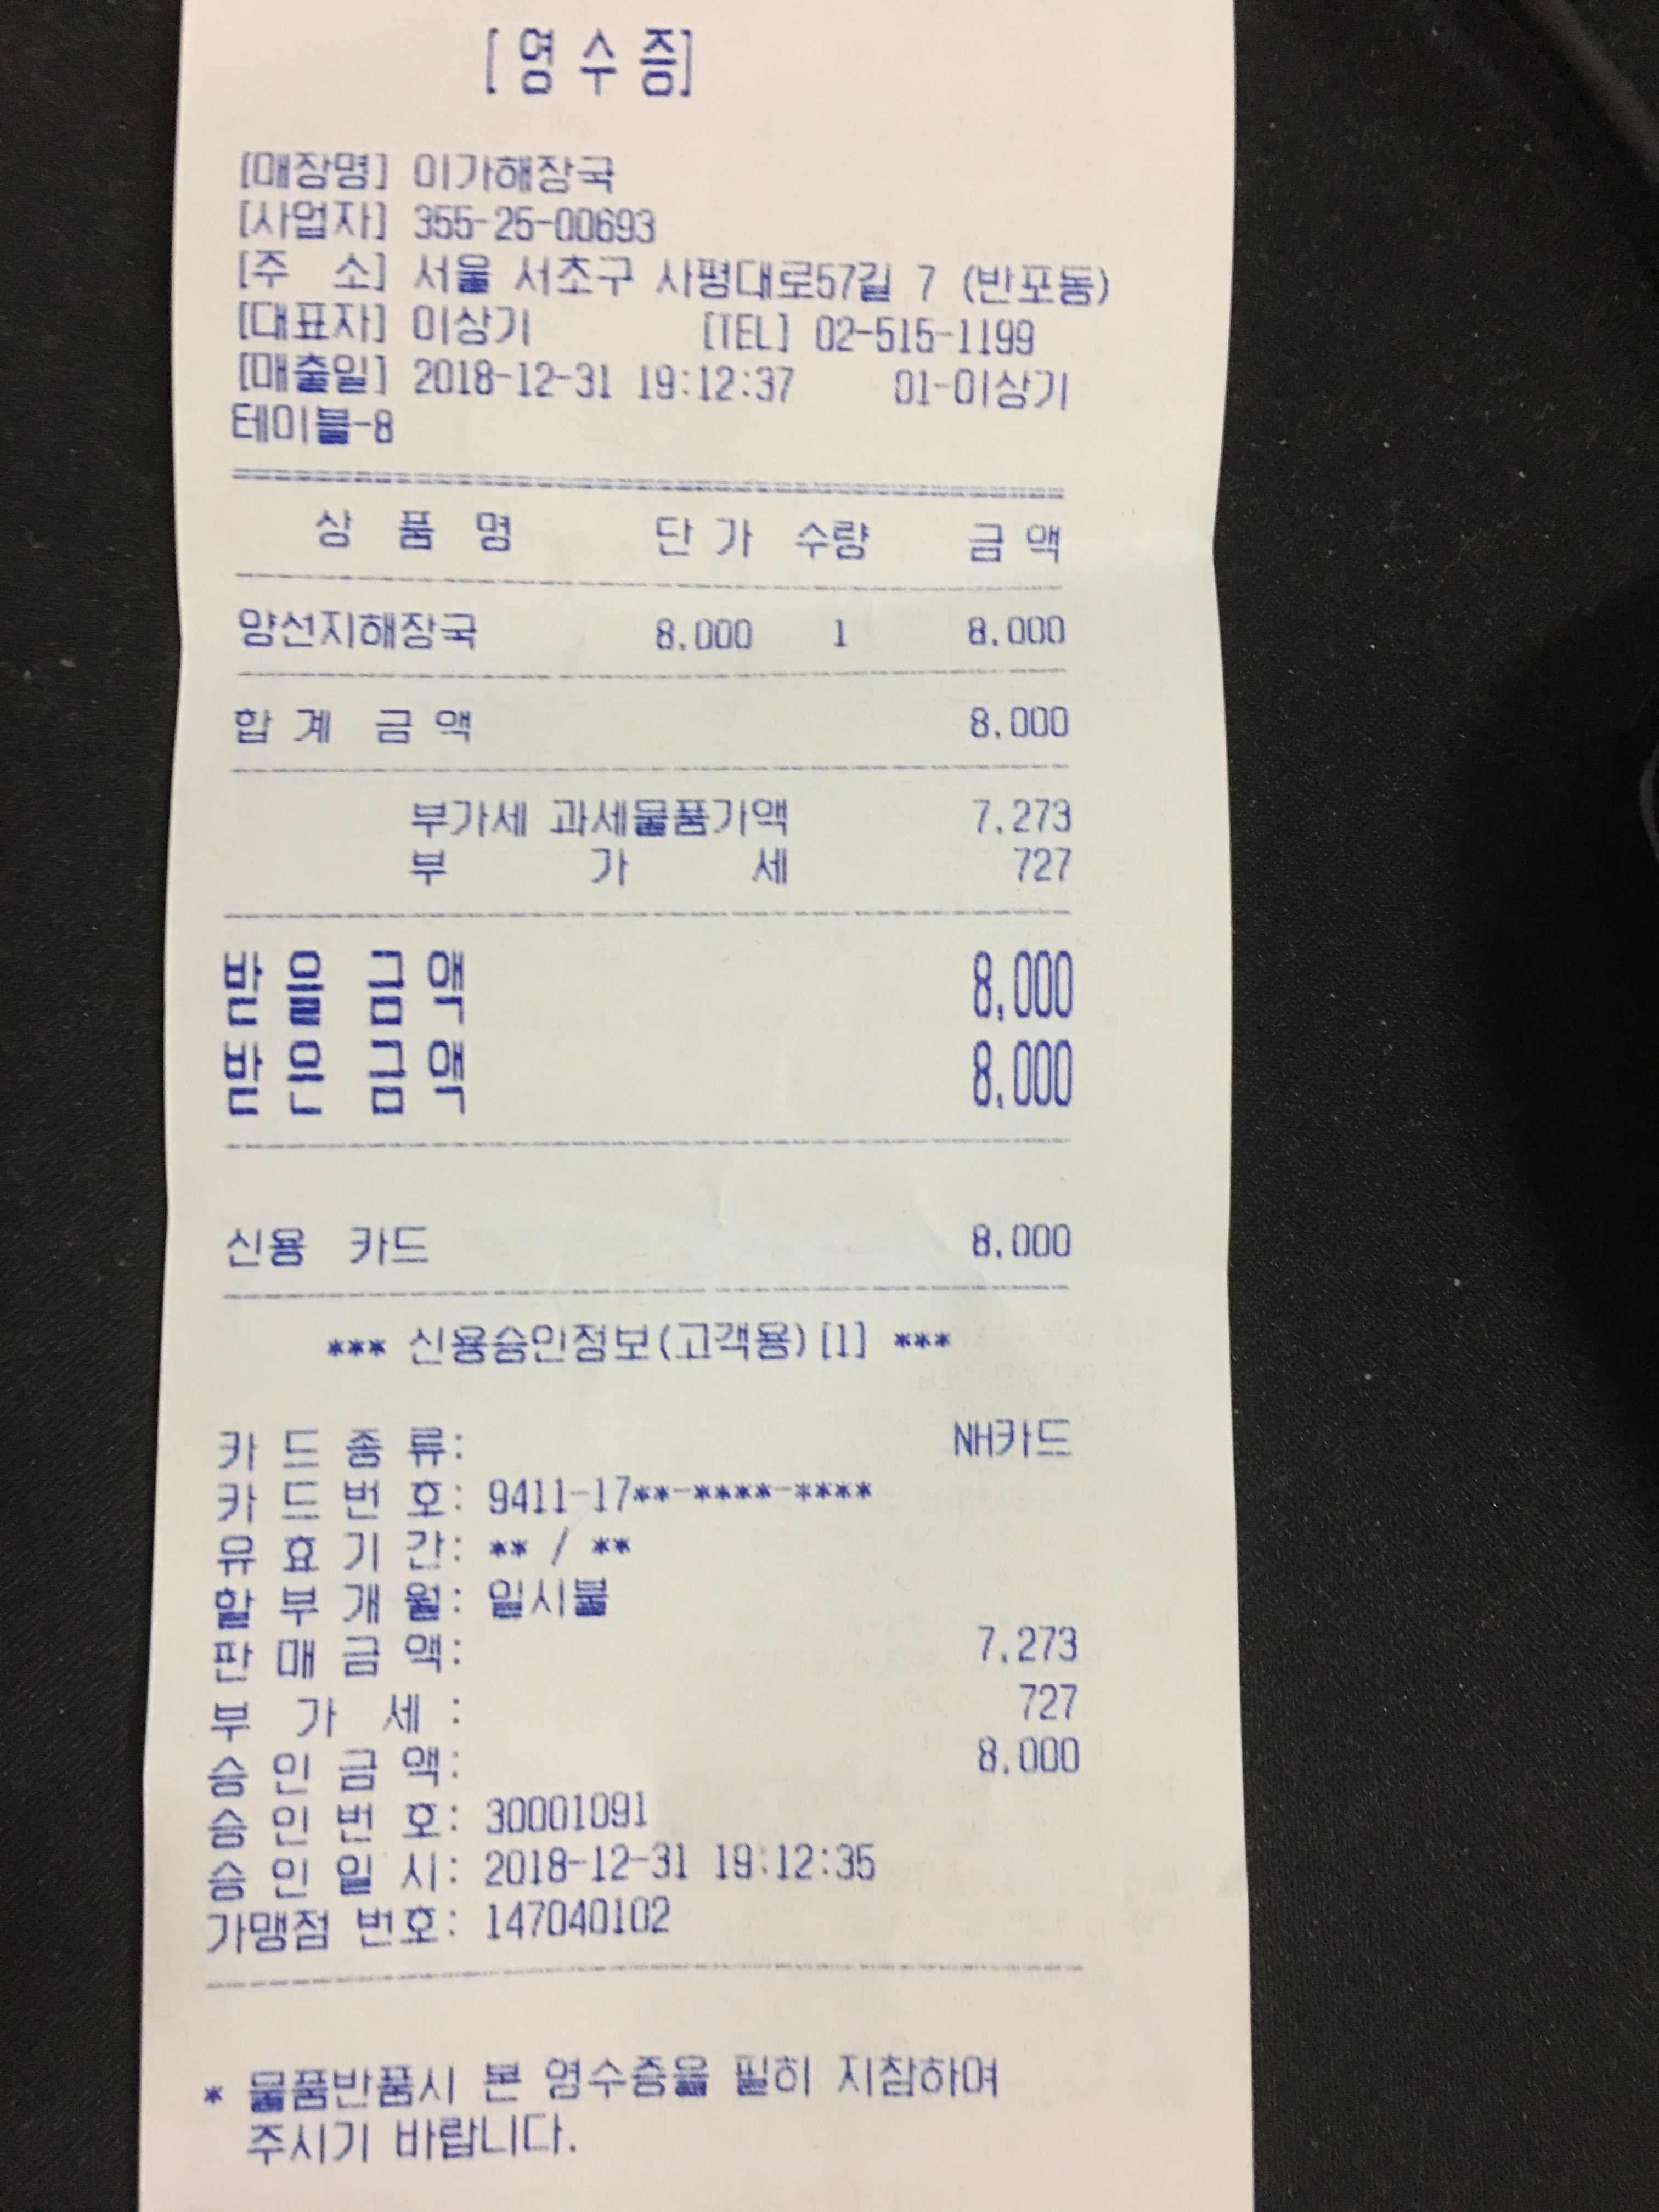 [영수증]
[매장명] 이가해장국
[사업자] 355-25-00693
[주 소] 서울 서초구 사평대로57길 7 (반포동)
[대표자] 이상기 [TEL] 02-515-1199
[매출일] 2018-12-31 19:12:37 01-이상기
테이블-8
상 품 명 단 가 수량 금 액
양선지해장국 8,000 1 8,000
합 계 금 액 8,000
부가세 과세물품가액 7,273
부 가 세 727
받 을 금 액 8,000
받 은 금 액 8,000
신용 카드 8,000
*** 신용승인정보(고객용)[1] ***
카 드 종 류: NH카드
카 드 번 호: 9411-17**-****-****
유 효 기 간: ** / **
할 부 개 월: 일시불
판 매 금 액: 7,273
부 가 세 : 727
승 인 금 액: 8,000
승 인 번 호: 30001091
승 인 일 시: 2018-12-31 19:12:35
가맹점 번호: 147040102
* 물품반품시 본 영수증을 필히 지참하여
주시기 바랍니다.